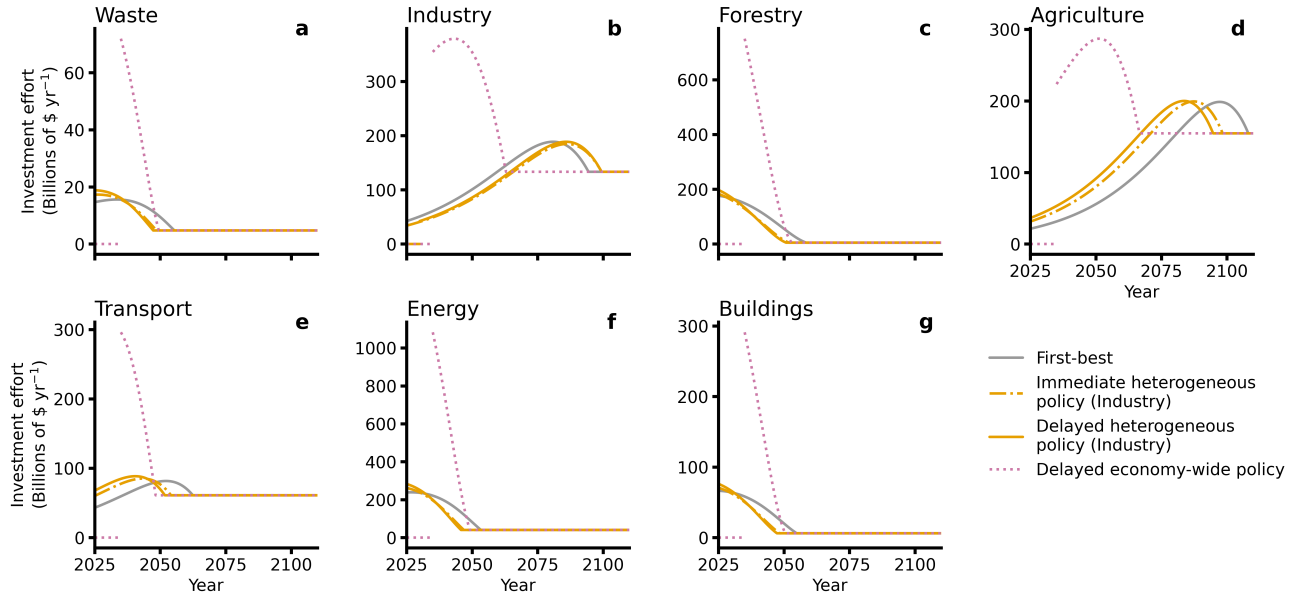 Waste
a
Industry
b
Forestry
c
Agriculture
d
Investment effort
(Billions of $ yr⁻¹)
60
40
20
0
300
200
100
0
600
400
200
0
300
200
100
0
2025 2050 2075 2100
Year
Transport
e
Energy
f
Buildings
g
Investment effort
(Billions of $ yr⁻¹)
300
200
100
0
2025 2050 2075 2100
Year
1000
800
600
400
200
0
2025 2050 2075 2100
Year
300
200
100
0
2025 2050 2075 2100
Year
First-best
Immediate heterogeneous
policy (Industry)
Delayed heterogeneous
policy (Industry)
Delayed economy-wide policy